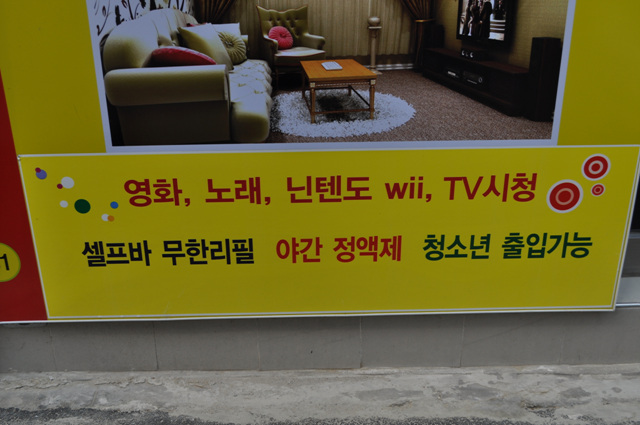 영화, 노래, 닌텐도 wii, TV시청
셀프바 무한리필 야간 정액제 청소년 출입가능
1